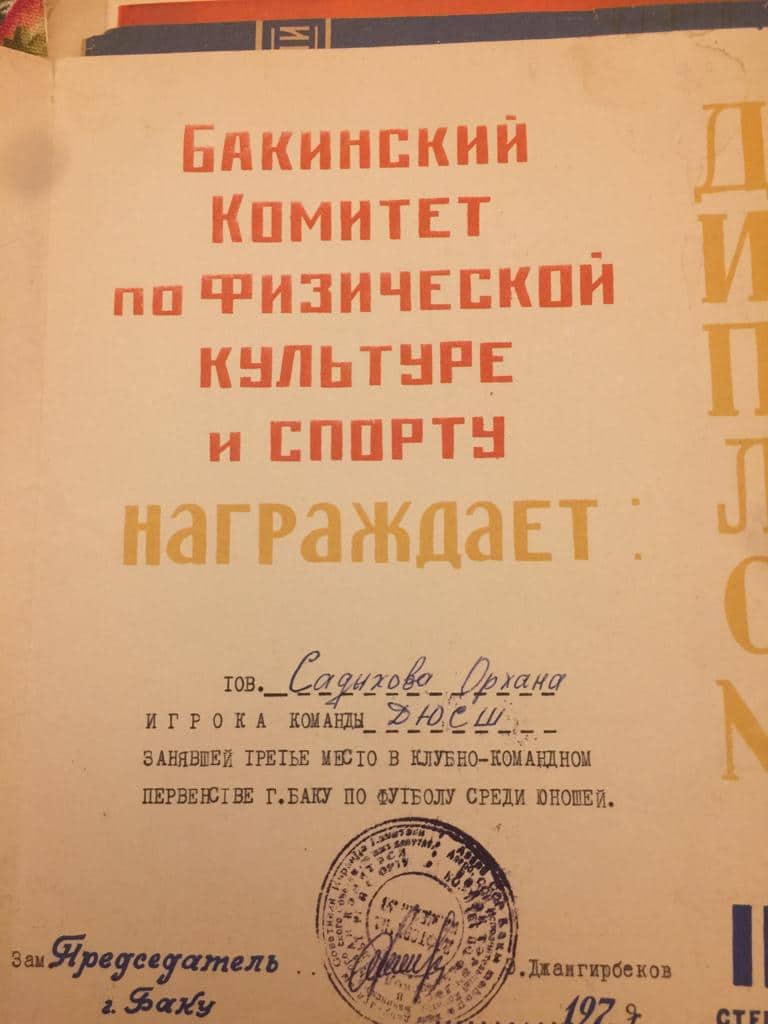 БАКИНСКИЙ
КОМИТЕТ
ПО ФИЗИЧЕСКОЙ
КУЛЬТУРЕ
И СПОРТУ
НАГРАЖДАЕТ:
ТОВ. Садыхова Орхана
ИГРОКА КОМАНДЫ ДЮСШ
ЗАНЯВШЕЙ ТРЕТЬЕ МЕСТО В КЛУБНО-КОМАНДНОМ
ПЕРВЕНСТВЕ Г.БАКУ ПО ФУТБОЛУ СРЕДИ ЮНОШЕЙ.
Зам Председатель
.Джангирбеков
г. Баку
197 г.
ДИПЛОМ